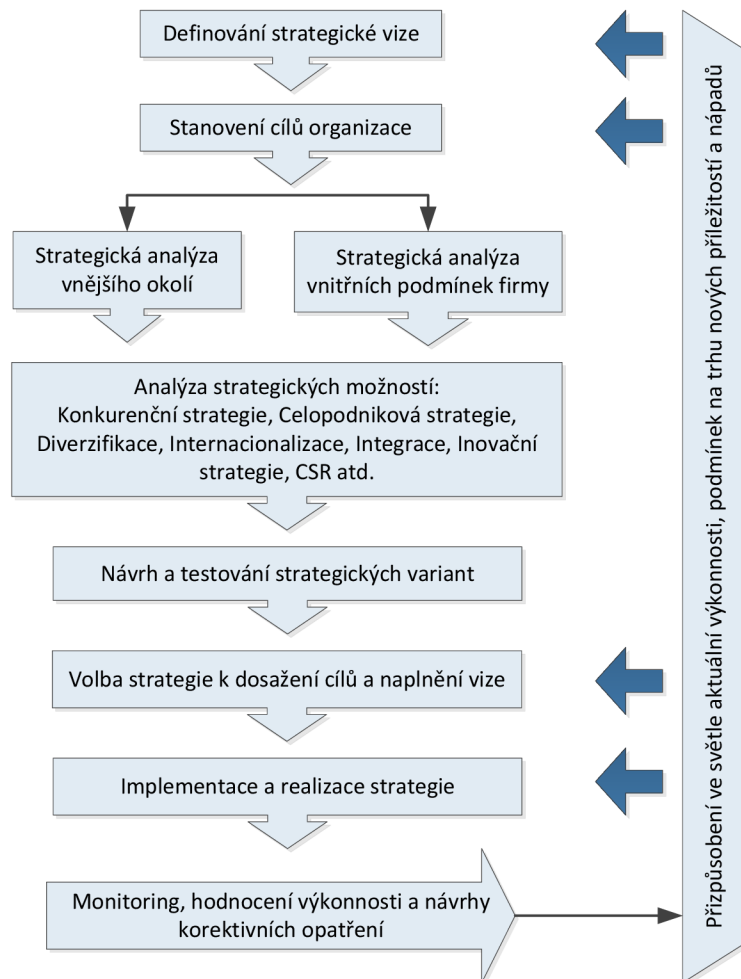 Definování strategické vize
Stanovení cílů organizace
Strategická analýza
vnějšího okolí
Strategická analýza
vnitřních podmínek firmy
Analýza strategických možností:
Konkurenční strategie, Celopodniková strategie,
Diverzifikace, Internacionalizace, Integrace, Inovační
strategie, CSR atd.
Návrh a testování strategických variant
Volba strategie k dosažení cílů a naplnění vize
Implementace a realizace strategie
Monitoring, hodnocení výkonnosti a návrhy
korektivních opatření
Přizpůsobení ve světle aktuální výkonnosti, podmínek na trhu nových příležitostí a nápadů